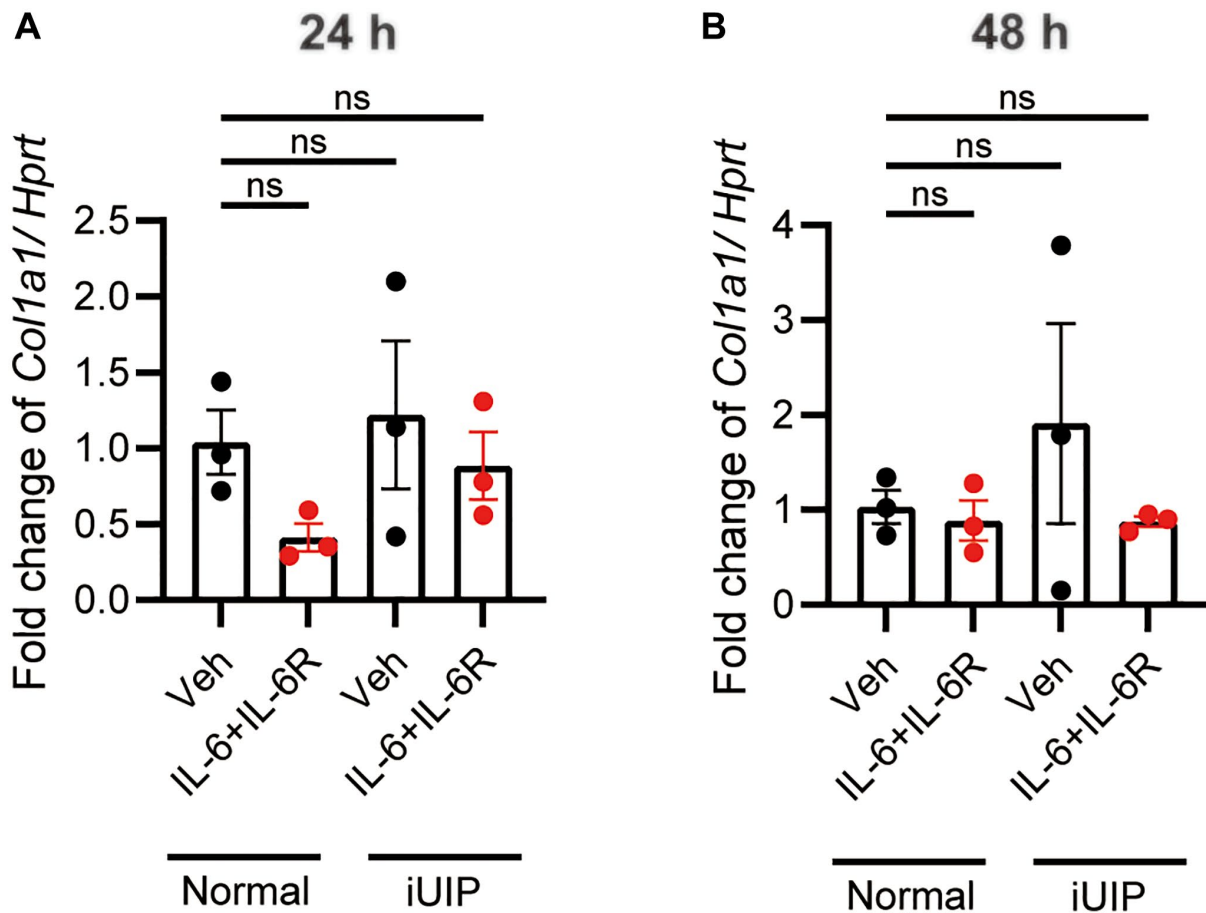 A
24 h
ns
ns
ns
Fold change of Col1a1/ Hprt
2.5
2.0
1.5
1.0
0.5
0.0
Veh
IL-6+IL-6R
Veh
IL-6+IL-6R
Normal
iUIP
B
48 h
ns
ns
ns
Fold change of Col1a1/ Hprt
4
3
2
1
0
Veh
IL-6+IL-6R
Veh
IL-6+IL-6R
Normal
iUIP